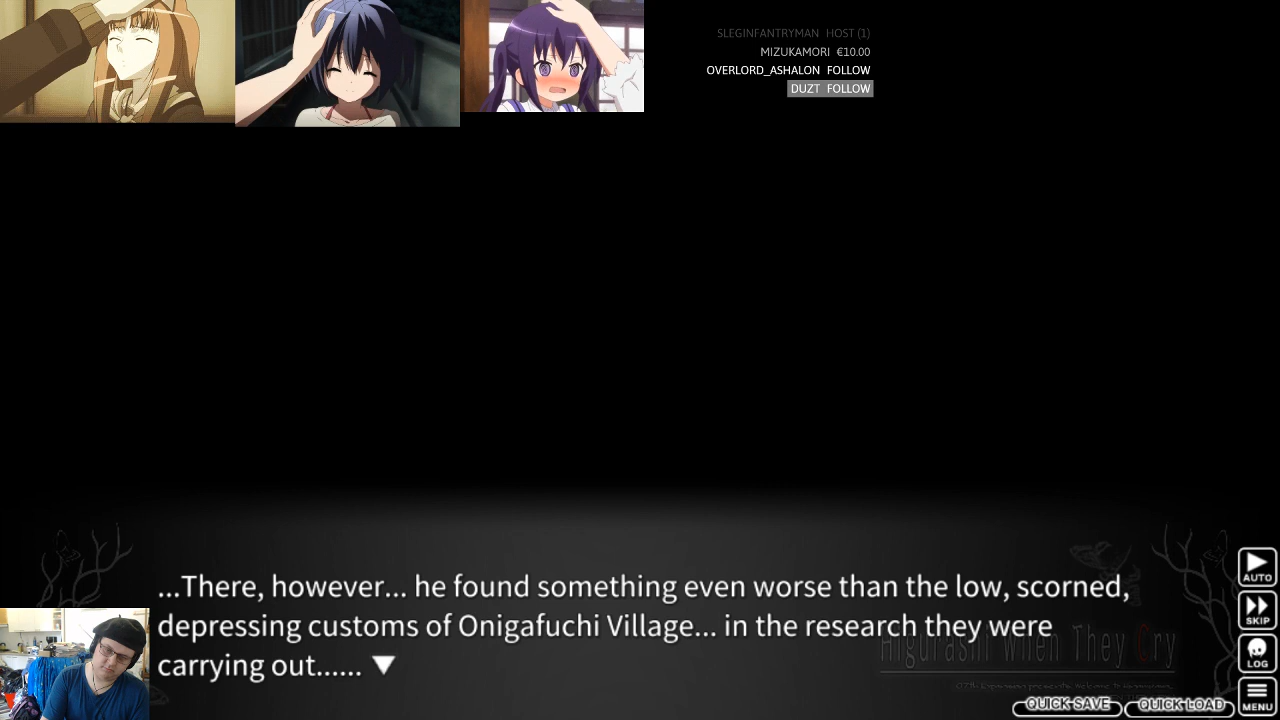 SLEGINFANTRYMAN HOST (1)
MIZUKAMORI €10.00
OVERLORD_ASHALON FOLLOW
DUZT FOLLOW
...There, however... he found something even worse than the low, scorned,
depressing customs of Onigafuchi Village... in the research they were
carrying out......
Higurashi When They Cry
AUTO
SKIP
LOG
MENU
QUICK SAVE
QUICK LOAD